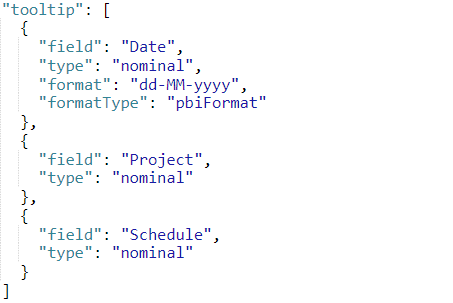 "tooltip": [
  {
    "field": "Date",
    "type": "nominal",
    "format": "dd-MM-yyyy",
    "formatType": "pbiFormat"
  },
  {
    "field": "Project",
    "type": "nominal"
  },
  {
    "field": "Schedule",
    "type": "nominal"
  }
]